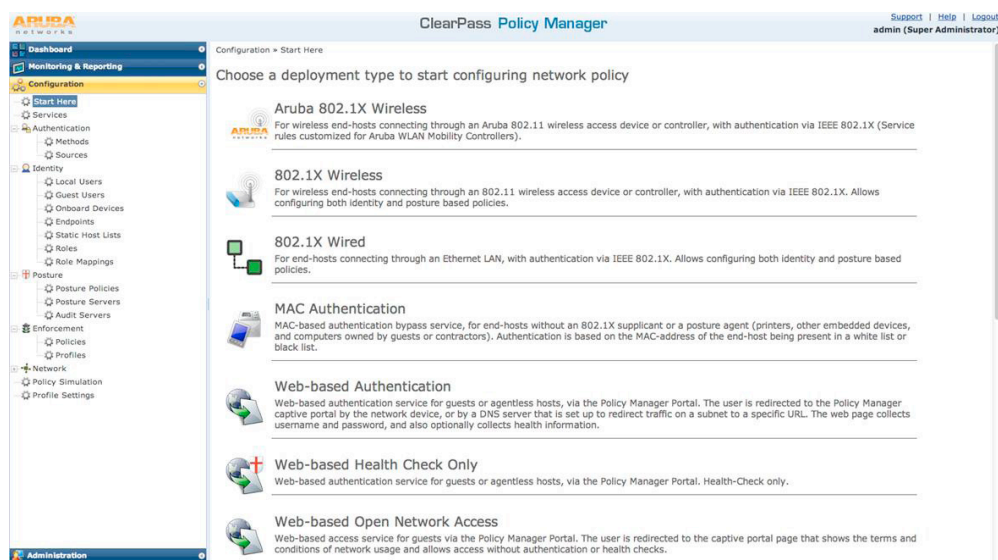 ARUBA
networks
ClearPass Policy Manager
Support | Help | Logout
admin (Super Administrator)
Dashboard
Monitoring & Reporting
Configuration
Start Here
Services
Authentication
Methods
Sources
Identity
Local Users
Guest Users
Onboard Devices
Endpoints
Static Host Lists
Roles
Role Mappings
Posture
Posture Policies
Posture Servers
Audit Servers
Enforcement
Policies
Profiles
Network
Policy Simulation
Profile Settings
Administration
Configuration » Start Here
Choose a deployment type to start configuring network policy
ARUBA
networks
Aruba 802.1X Wireless
For wireless end-hosts connecting through an Aruba 802.11 wireless access device or controller, with authentication via IEEE 802.1X (Service
rules customized for Aruba WLAN Mobility Controllers).
802.1X Wireless
For wireless end-hosts connecting through an 802.11 wireless access device or controller, with authentication via IEEE 802.1X. Allows
configuring both identity and posture based policies.
802.1X Wired
For end-hosts connecting through an Ethernet LAN, with authentication via IEEE 802.1X. Allows configuring both identity and posture based
policies.
MAC Authentication
MAC-based authentication bypass service, for end-hosts without an 802.1X supplicant or a posture agent (printers, other embedded devices,
and computers owned by guests or contractors). Authentication is based on the MAC-address of the end-host being present in a white list or
black list.
Web-based Authentication
Web-based authentication service for guests or agentless hosts, via the Policy Manager Portal. The user is redirected to the Policy Manager
captive portal by the network device, or by a DNS server that is set up to redirect traffic on a subnet to a specific URL. The web page collects
username and password, and also optionally collects health information.
Web-based Health Check Only
Web-based authentication service for guests or agentless hosts, via the Policy Manager Portal. Health-Check only.
Web-based Open Network Access
Web-based access service for guests via the Policy Manager Portal. The user is redirected to the captive portal page that shows the terms and
conditions of network usage and allows access without authentication or health checks.